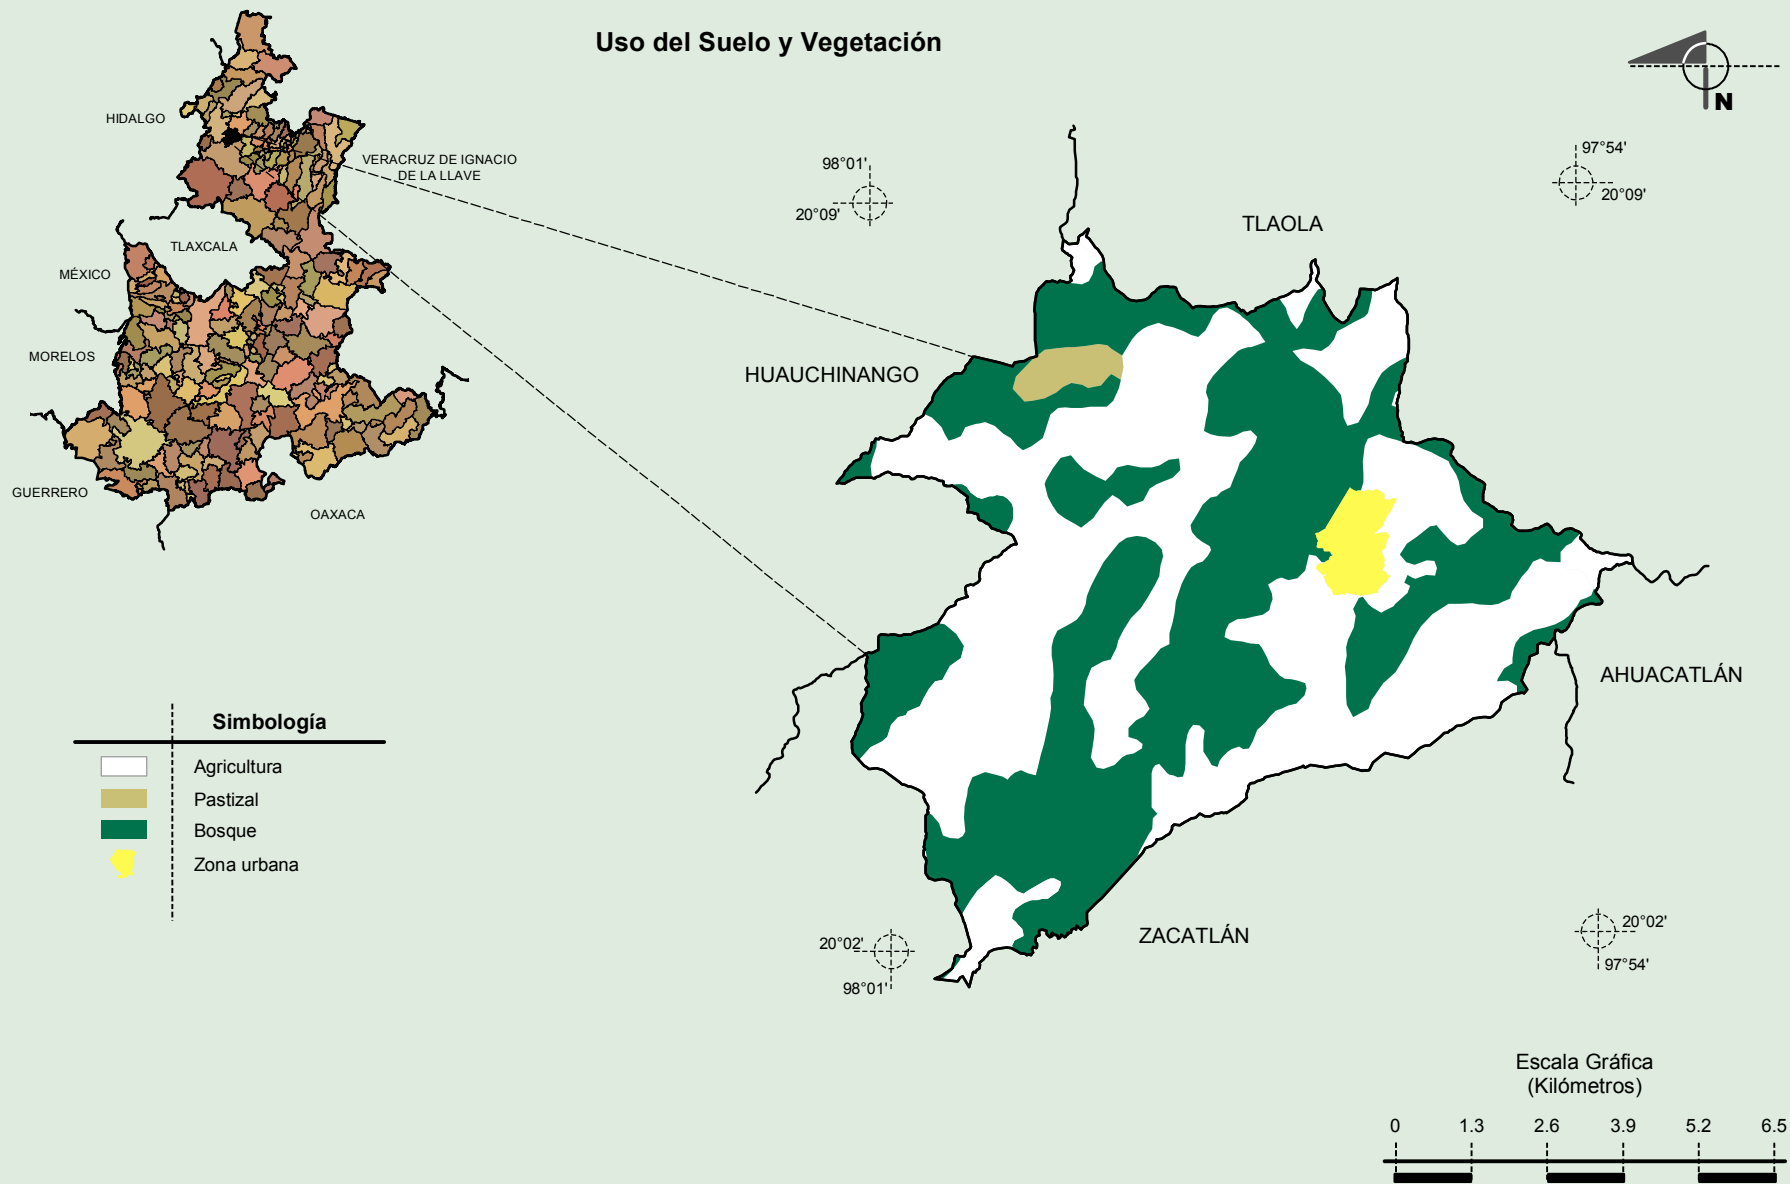 Uso del Suelo y Vegetación
N
HIDALGO
VERACRUZ DE IGNACIO
DE LA LLAVE
TLAXCALA
MÉXICO
MORELOS
GUERRERO
OAXACA
98°01'
20°09'
97°54'
20°09'
TLAOLA
HUAUCHINANGO
AHUACATLÁN
ZACATLÁN
20°02'
98°01'
20°02'
97°54'
Simbología
Agricultura
Pastizal
Bosque
Zona urbana
Escala Gráfica
(Kilómetros)
0 1.3 2.6 3.9 5.2 6.5